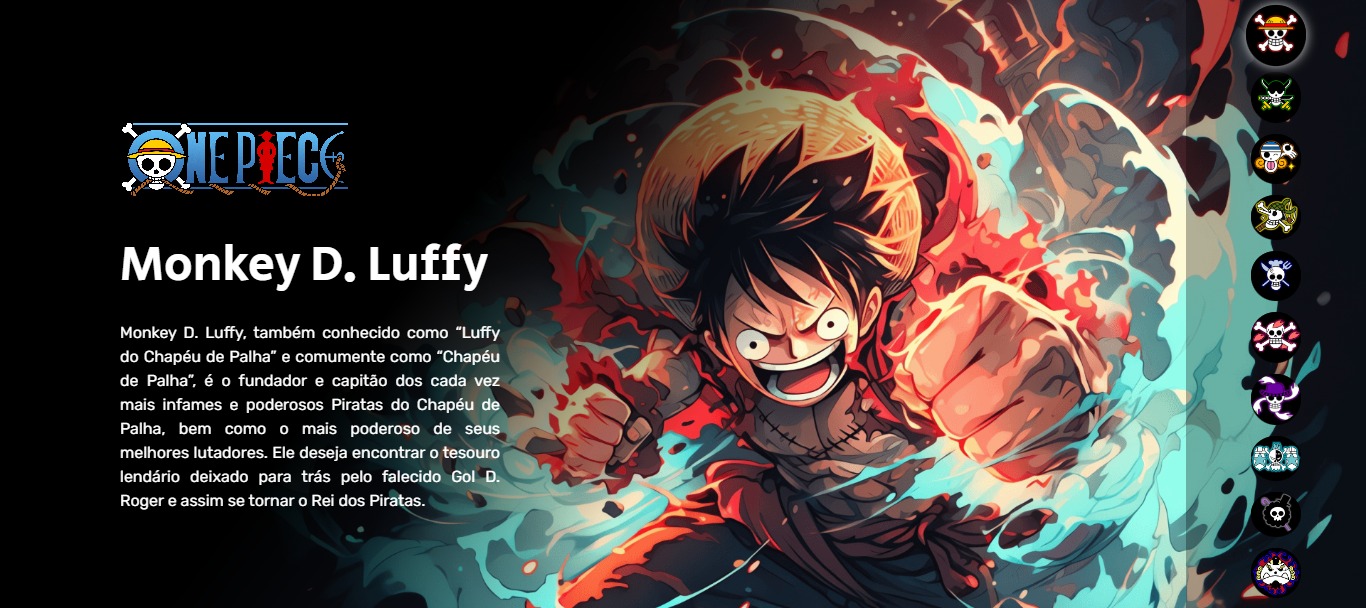 ONE PIECE
Monkey D. Luffy
Monkey D. Luffy, também conhecido como “Luffy
do Chapéu de Palha” e comumente como “Chapéu
de Palha”, é o fundador e capitão dos cada vez
mais infames e poderosos Piratas do Chapéu de
Palha, bem como o mais poderoso de seus
melhores lutadores. Ele deseja encontrar o tesouro
lendário deixado para trás pelo falecido Gol D.
Roger e assim se tornar o Rei dos Piratas.